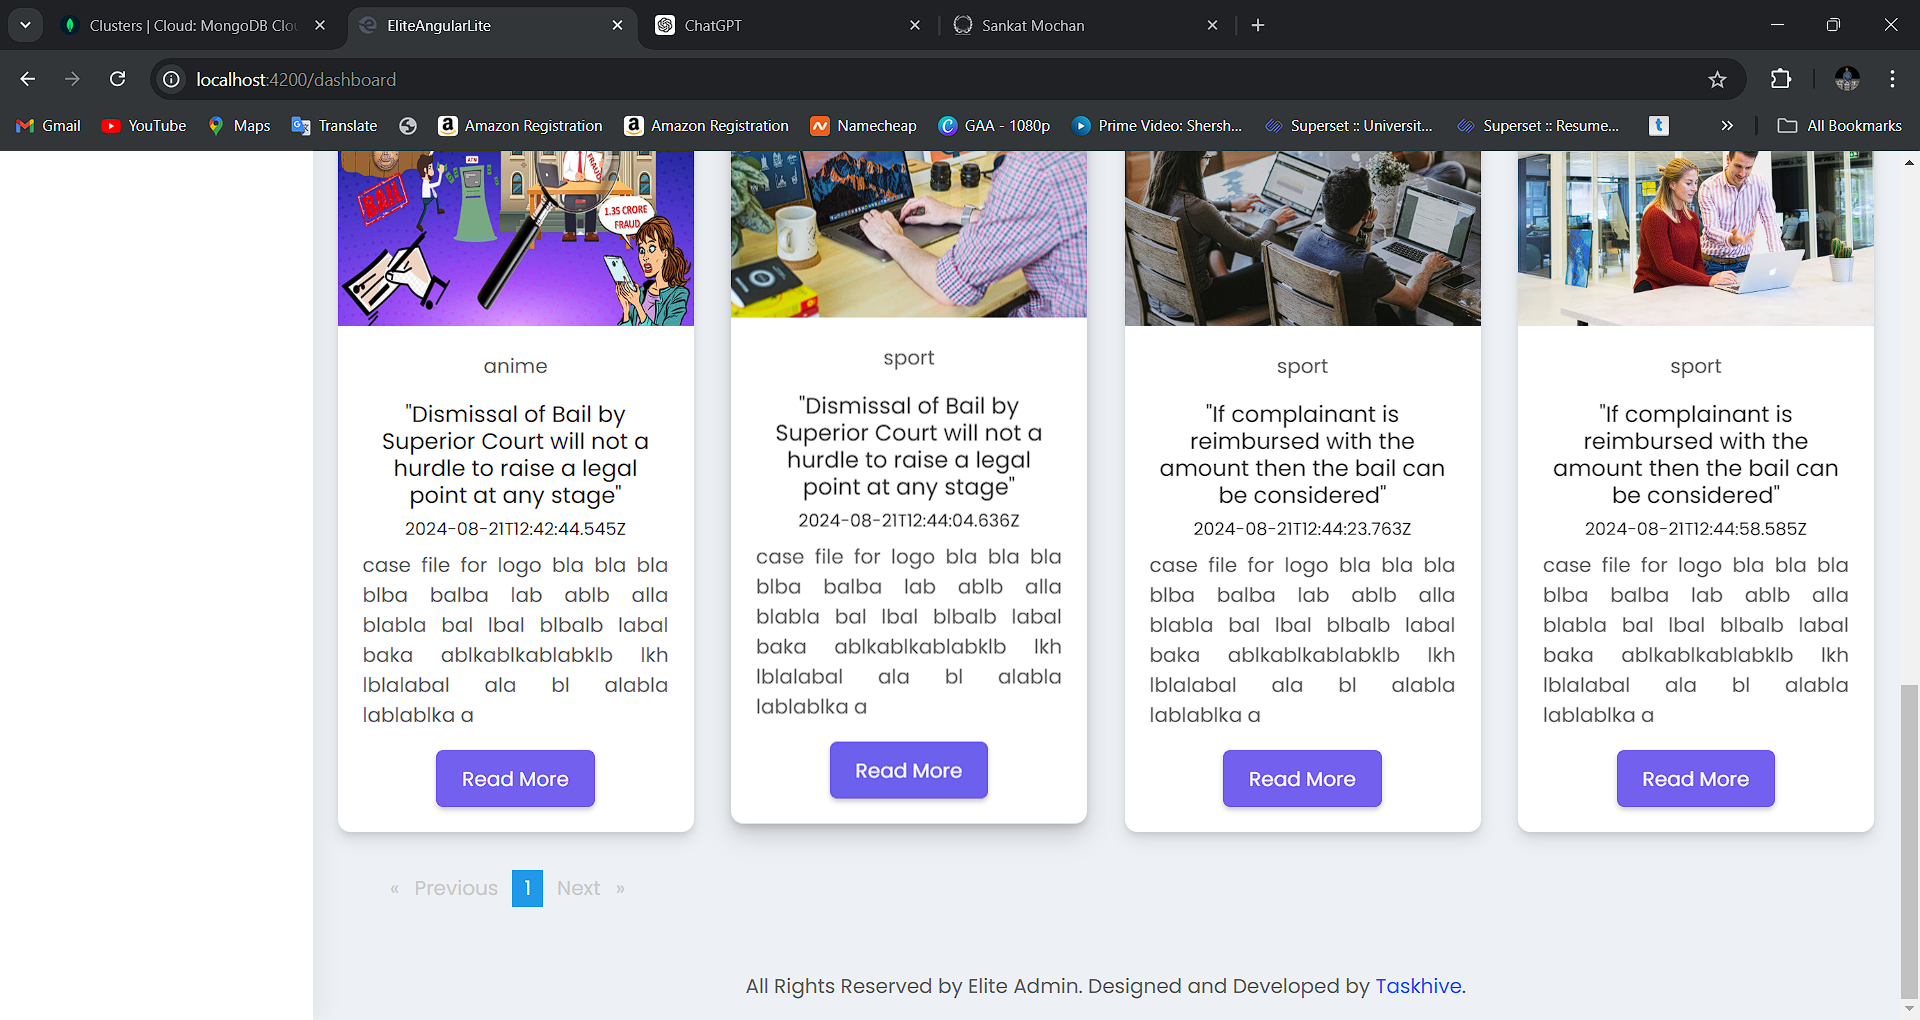 Clusters | Cloud: MongoDB Clou
EliteAngularLite
ChatGPT
Sankat Mochan
localhost:4200/dashboard
Gmail
YouTube
Maps
Translate
Amazon Registration
Amazon Registration
Namecheap
GAA - 1080p
Prime Video: Shersh...
Superset :: Universit...
Superset :: Resume...
All Bookmarks
ATM
BAIL
FRAUD
1.35 CRORE
FRAUD
anime
"Dismissal of Bail by
Superior Court will not a
hurdle to raise a legal
point at any stage"
2024-08-21T12:42:44.545Z
case file for logo bla bla bla
blba balba lab ablb alla
blabla bal lbal blbalb labal
baka ablkablkablabklb lkh
lblalabal ala bl alabla
lablablka a
Read More
sport
"Dismissal of Bail by
Superior Court will not a
hurdle to raise a legal
point at any stage"
2024-08-21T12:44:04.636Z
case file for logo bla bla bla
blba balba lab ablb alla
blabla bal lbal blbalb labal
baka ablkablkablabklb lkh
lblalabal ala bl alabla
lablablka a
Read More
sport
"If complainant is
reimbursed with the
amount then the bail can
be considered"
2024-08-21T12:44:23.763Z
case file for logo bla bla bla
blba balba lab ablb alla
blabla bal lbal blbalb labal
baka ablkablkablabklb lkh
lblalabal ala bl alabla
lablablka a
Read More
sport
"If complainant is
reimbursed with the
amount then the bail can
be considered"
2024-08-21T12:44:58.585Z
case file for logo bla bla bla
blba balba lab ablb alla
blabla bal lbal blbalb labal
baka ablkablkablabklb lkh
lblalabal ala bl alabla
lablablka a
Read More
« Previous 1 Next »
All Rights Reserved by Elite Admin. Designed and Developed by Taskhive.